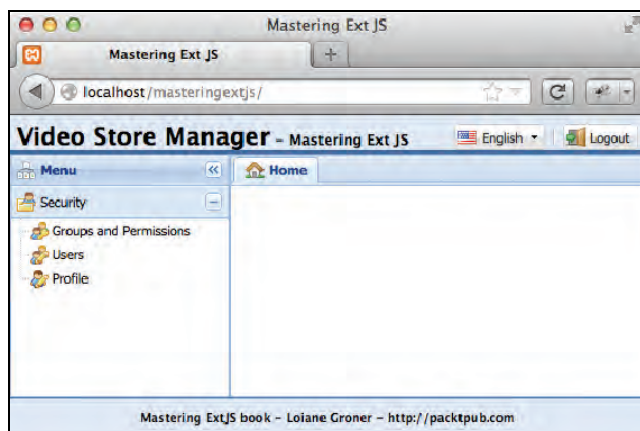 Mastering Ext JS
Mastering Ext JS
localhost/masteringextjs/
Video Store Manager – Mastering Ext JS
English
Logout
Menu
Home
Security
Groups and Permissions
Users
Profile
Mastering ExtJS book – Loiane Groner – http://packtpub.com